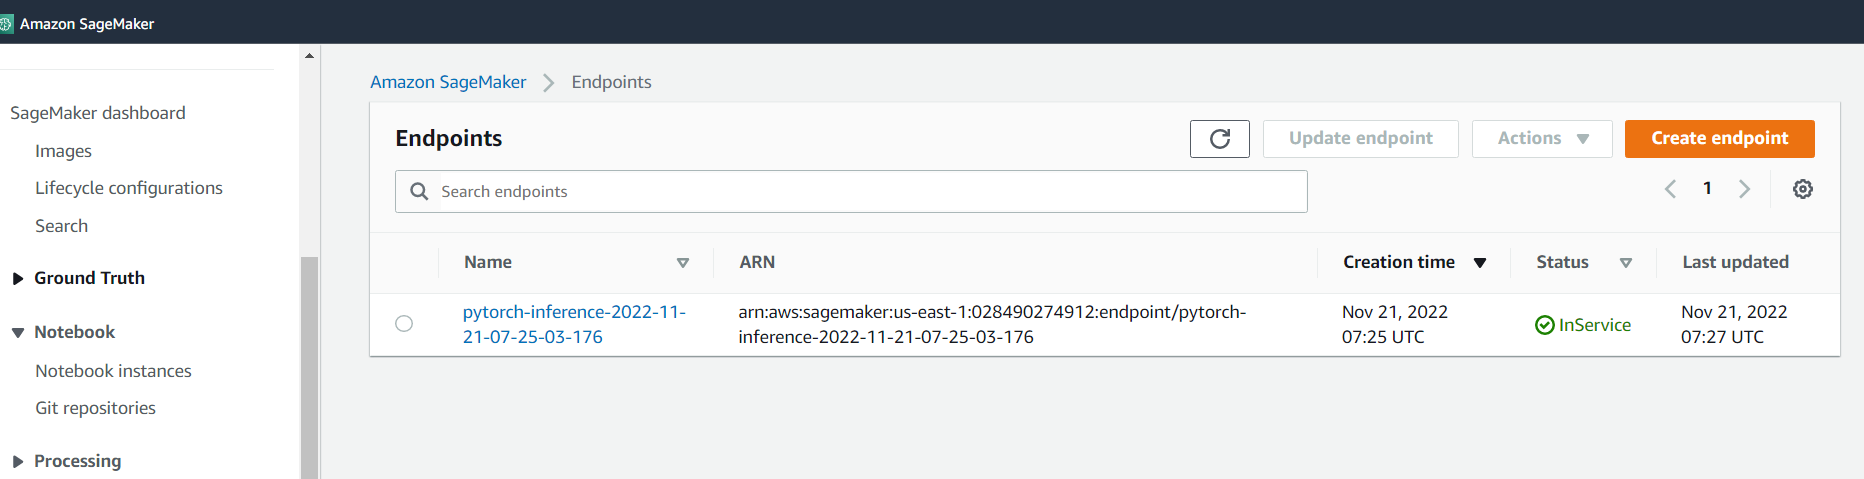 Amazon SageMaker
SageMaker dashboard
Images
Lifecycle configurations
Search
Ground Truth
Notebook
Notebook instances
Git repositories
Processing
Amazon SageMaker > Endpoints
Endpoints
Update endpoint
Actions
Create endpoint
Search endpoints
1
Name
ARN
Creation time
Status
Last updated
pytorch-inference-2022-11-
21-07-25-03-176
arn:aws:sagemaker:us-east-1:028490274912:endpoint/pytorch-
inference-2022-11-21-07-25-03-176
Nov 21, 2022
07:25 UTC
InService
Nov 21, 2022
07:27 UTC